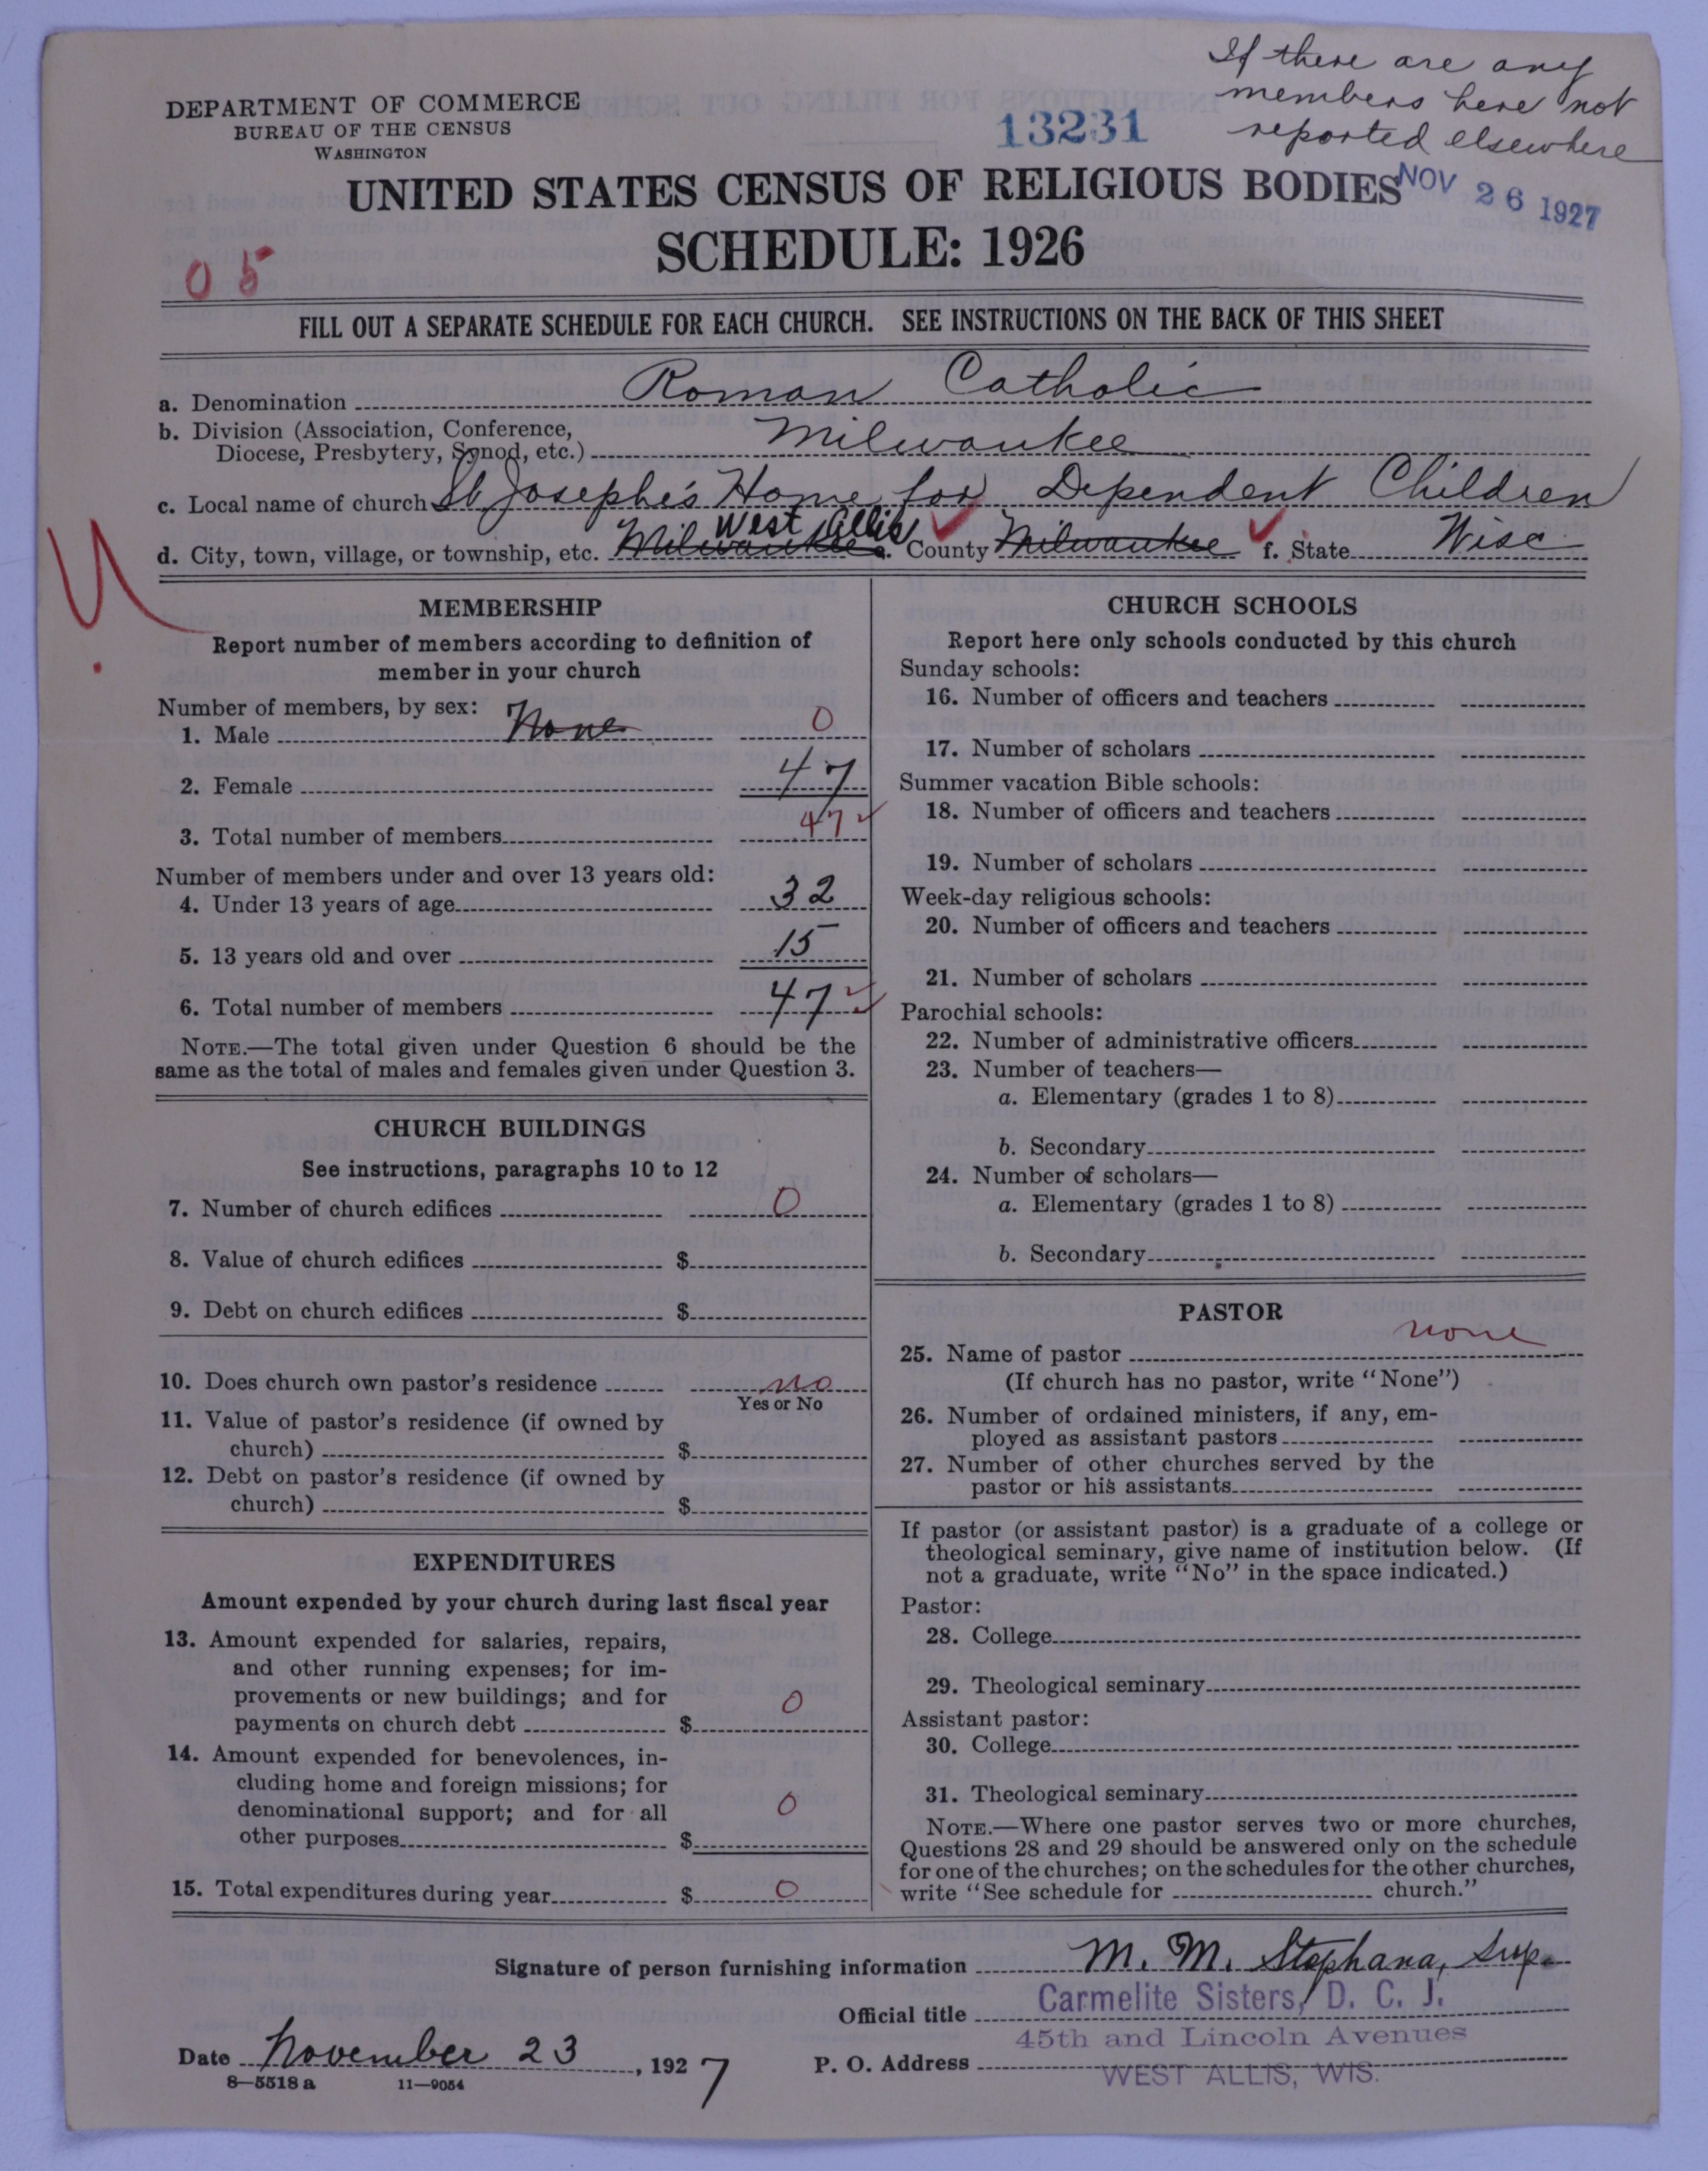 If there are any
members here not
reported elsewhere
DEPARTMENT OF COMMERCE
BUREAU OF THE CENSUS
WASHINGTON
13231
UNITED STATES CENSUS OF RELIGIOUS BODIES
NOV 26 1927
SCHEDULE: 1926
05
FILL OUT A SEPARATE SCHEDULE FOR EACH CHURCH. SEE INSTRUCTIONS ON THE BACK OF THIS SHEET
a. Denomination Roman Catholic
b. Division (Association, Conference,
Diocese, Presbytery, Synod, etc.) Milwaukee
c. Local name of church St Joseph's Home for Dependent Children
West Allis
d. City, town, village, or township, etc. Milwaukee e. County Milwaukee f. State Wisc
MEMBERSHIP
Report number of members according to definition of
member in your church
Number of members, by sex:
1. Male None 0
2. Female 47
3. Total number of members 47
Number of members under and over 13 years old:
4. Under 13 years of age 32
5. 13 years old and over 15
6. Total number of members 47
NOTE.—The total given under Question 6 should be the
same as the total of males and females given under Question 3.
CHURCH BUILDINGS
See instructions, paragraphs 10 to 12
7. Number of church edifices 0
8. Value of church edifices $
9. Debt on church edifices $
10. Does church own pastor's residence no
Yes or No
11. Value of pastor's residence (if owned by
church) $
12. Debt on pastor's residence (if owned by
church) $
EXPENDITURES
Amount expended by your church during last fiscal year
13. Amount expended for salaries, repairs,
and other running expenses; for im-
provements or new buildings; and for
payments on church debt $ 0
14. Amount expended for benevolences, in-
cluding home and foreign missions; for
denominational support; and for all
other purposes $ 0
15. Total expenditures during year $ 0
CHURCH SCHOOLS
Report here only schools conducted by this church
Sunday schools:
16. Number of officers and teachers
17. Number of scholars
Summer vacation Bible schools:
18. Number of officers and teachers
19. Number of scholars
Week-day religious schools:
20. Number of officers and teachers
21. Number of scholars
Parochial schools:
22. Number of administrative officers
23. Number of teachers—
a. Elementary (grades 1 to 8)
b. Secondary
24. Number of scholars—
a. Elementary (grades 1 to 8)
b. Secondary
PASTOR
25. Name of pastor none
(If church has no pastor, write "None")
26. Number of ordained ministers, if any, em-
ployed as assistant pastors
27. Number of other churches served by the
pastor or his assistants
If pastor (or assistant pastor) is a graduate of a college or
theological seminary, give name of institution below. (If
not a graduate, write "No" in the space indicated.)
Pastor:
28. College
29. Theological seminary
Assistant pastor:
30. College
31. Theological seminary
NOTE.—Where one pastor serves two or more churches,
Questions 28 and 29 should be answered only on the schedule
for one of the churches; on the schedules for the other churches,
write "See schedule for church."
Signature of person furnishing information M. M. Stephana, Sup.
Official title Carmelite Sisters, D. C. J.
45th and Lincoln Avenues
Date November 23, 1927 P. O. Address WEST ALLIS, WIS.
8—5518 a 11—9054